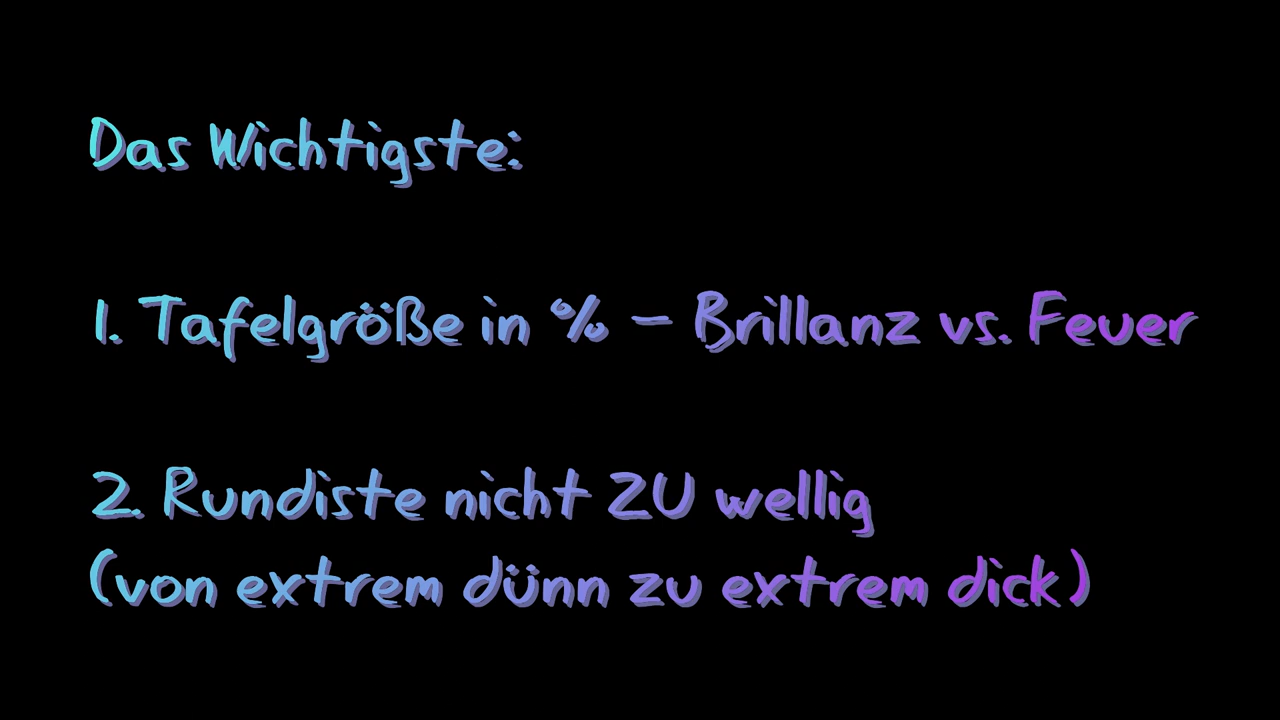 Das Wichtigste:
1. Tafelgröße in % - Brillanz vs. Feuer
2. Rundiste nicht ZU wellig
(von extrem dünn zu extrem dick)